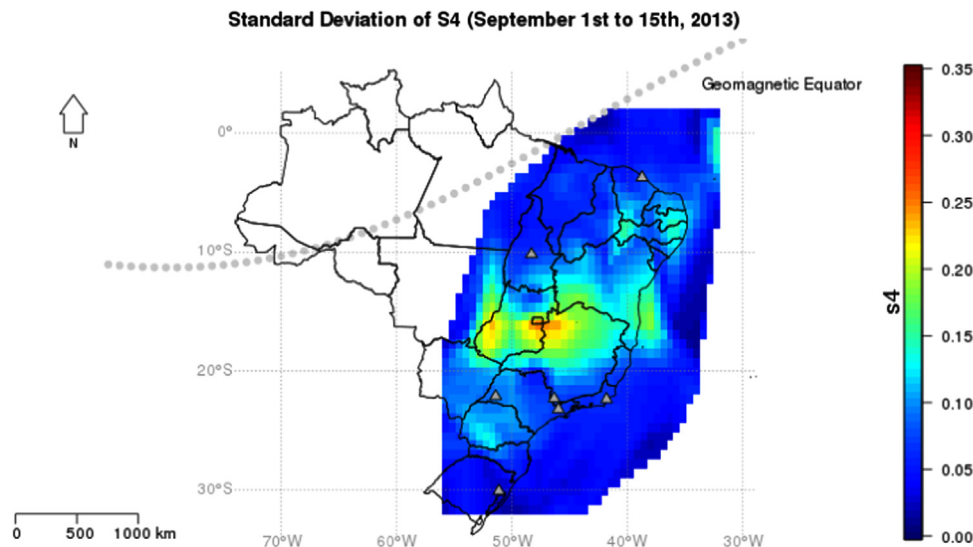 Standard Deviation of S4 (September 1st to 15th, 2013)
Geomagnetic Equator
N
0°
10°S
20°S
30°S
0 500 1000 km
70°W 60°W 50°W 40°W 30°W
0.35
0.30
0.25
0.20
0.15
0.10
0.05
0.00
S4